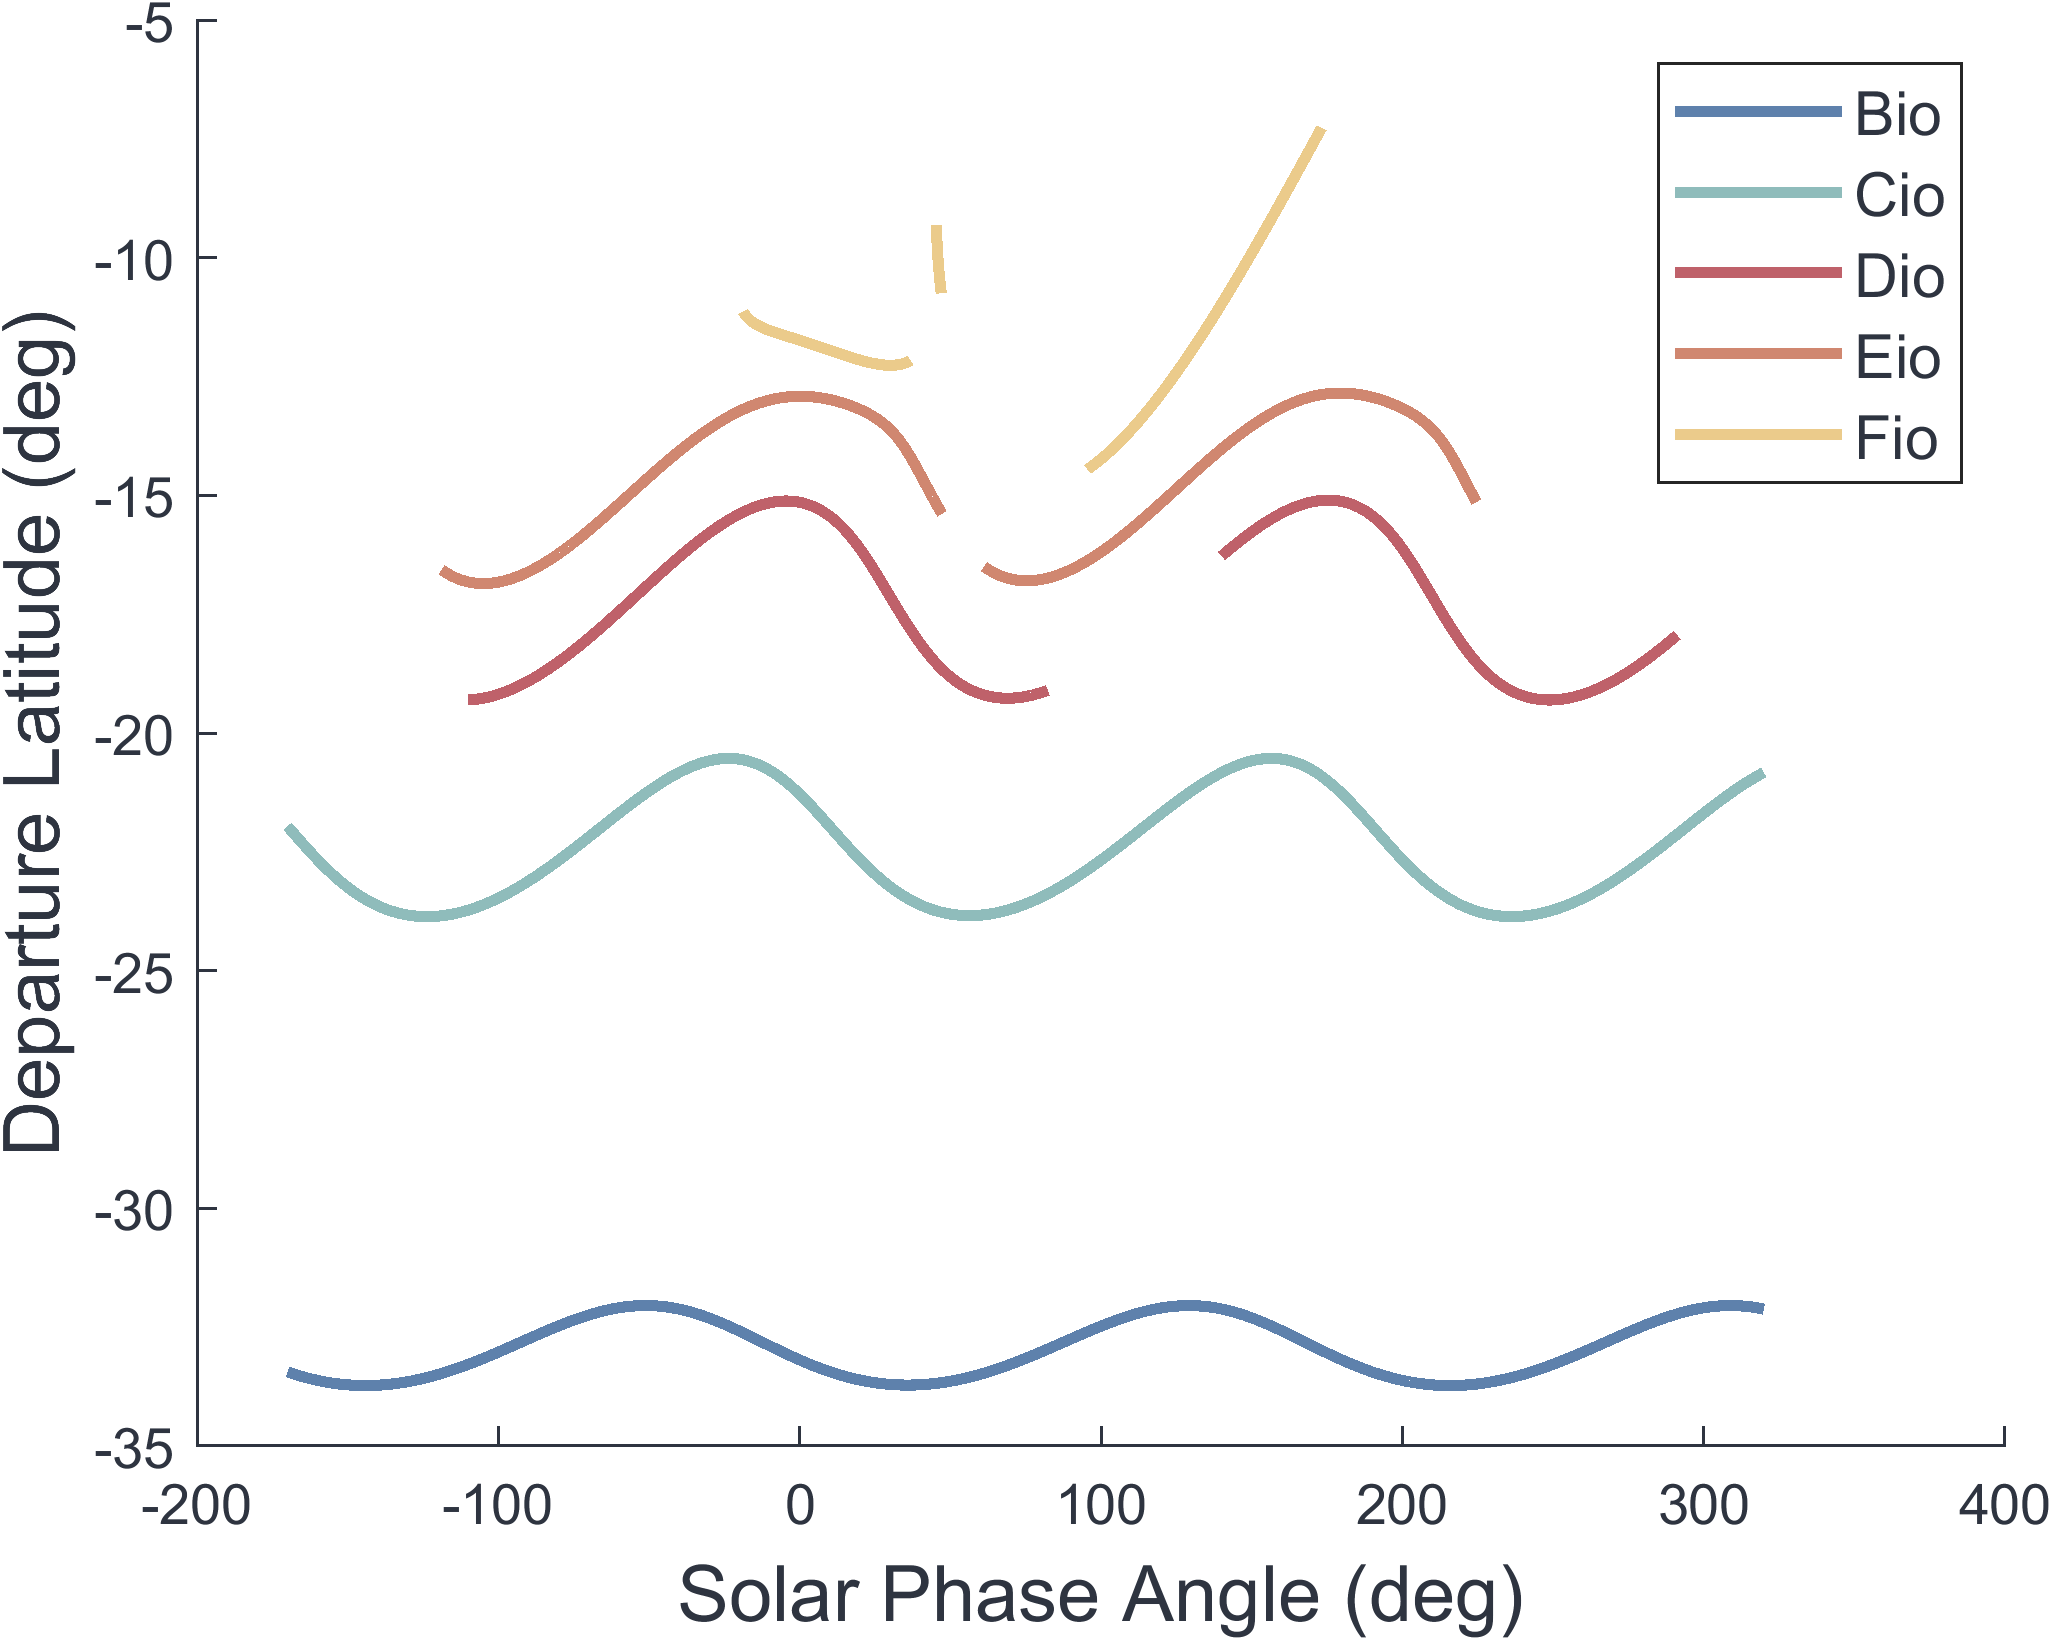 -5
-10
-15
-20
-25
-30
-35
-200
-100
0
100
200
300
400
Departure Latitude (deg)
Solar Phase Angle (deg)
Bio
Cio
Dio
Eio
Fio